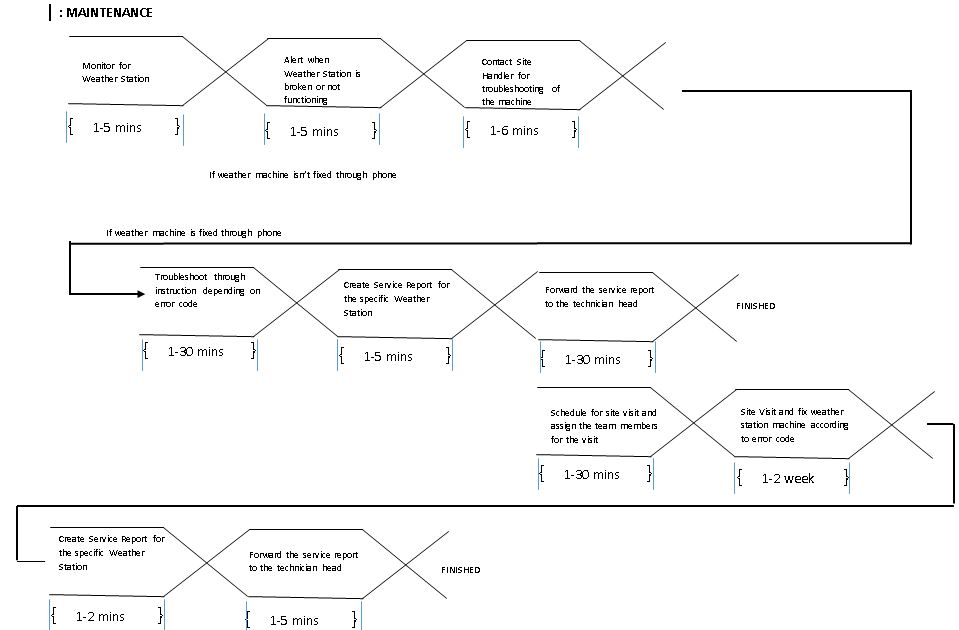 : MAINTENANCE
Monitor for
Weather Station
Alert when
Weather Station is
broken or not
functioning
Contact Site
Handler for
troubleshooting of
the machine
{ 1-5 mins }
{ 1-5 mins }
{ 1-6 mins }
If weather machine isn't fixed through phone
If weather machine is fixed through phone
Troubleshoot through
instruction depending on
error code
Create Service Report for
the specific Weather
Station
Forward the service report
to the technician head
FINISHED
{ 1-30 mins }
{ 1-5 mins }
{ 1-30 mins }
Schedule for site visit and
assign the team members
for the visit
Site Visit and fix weather
station machine according
to error code
{ 1-30 mins }
{ 1-2 week }
Create Service Report for
the specific Weather
Station
Forward the service report
to the technician head
FINISHED
{ 1-2 mins }
{ 1-5 mins }